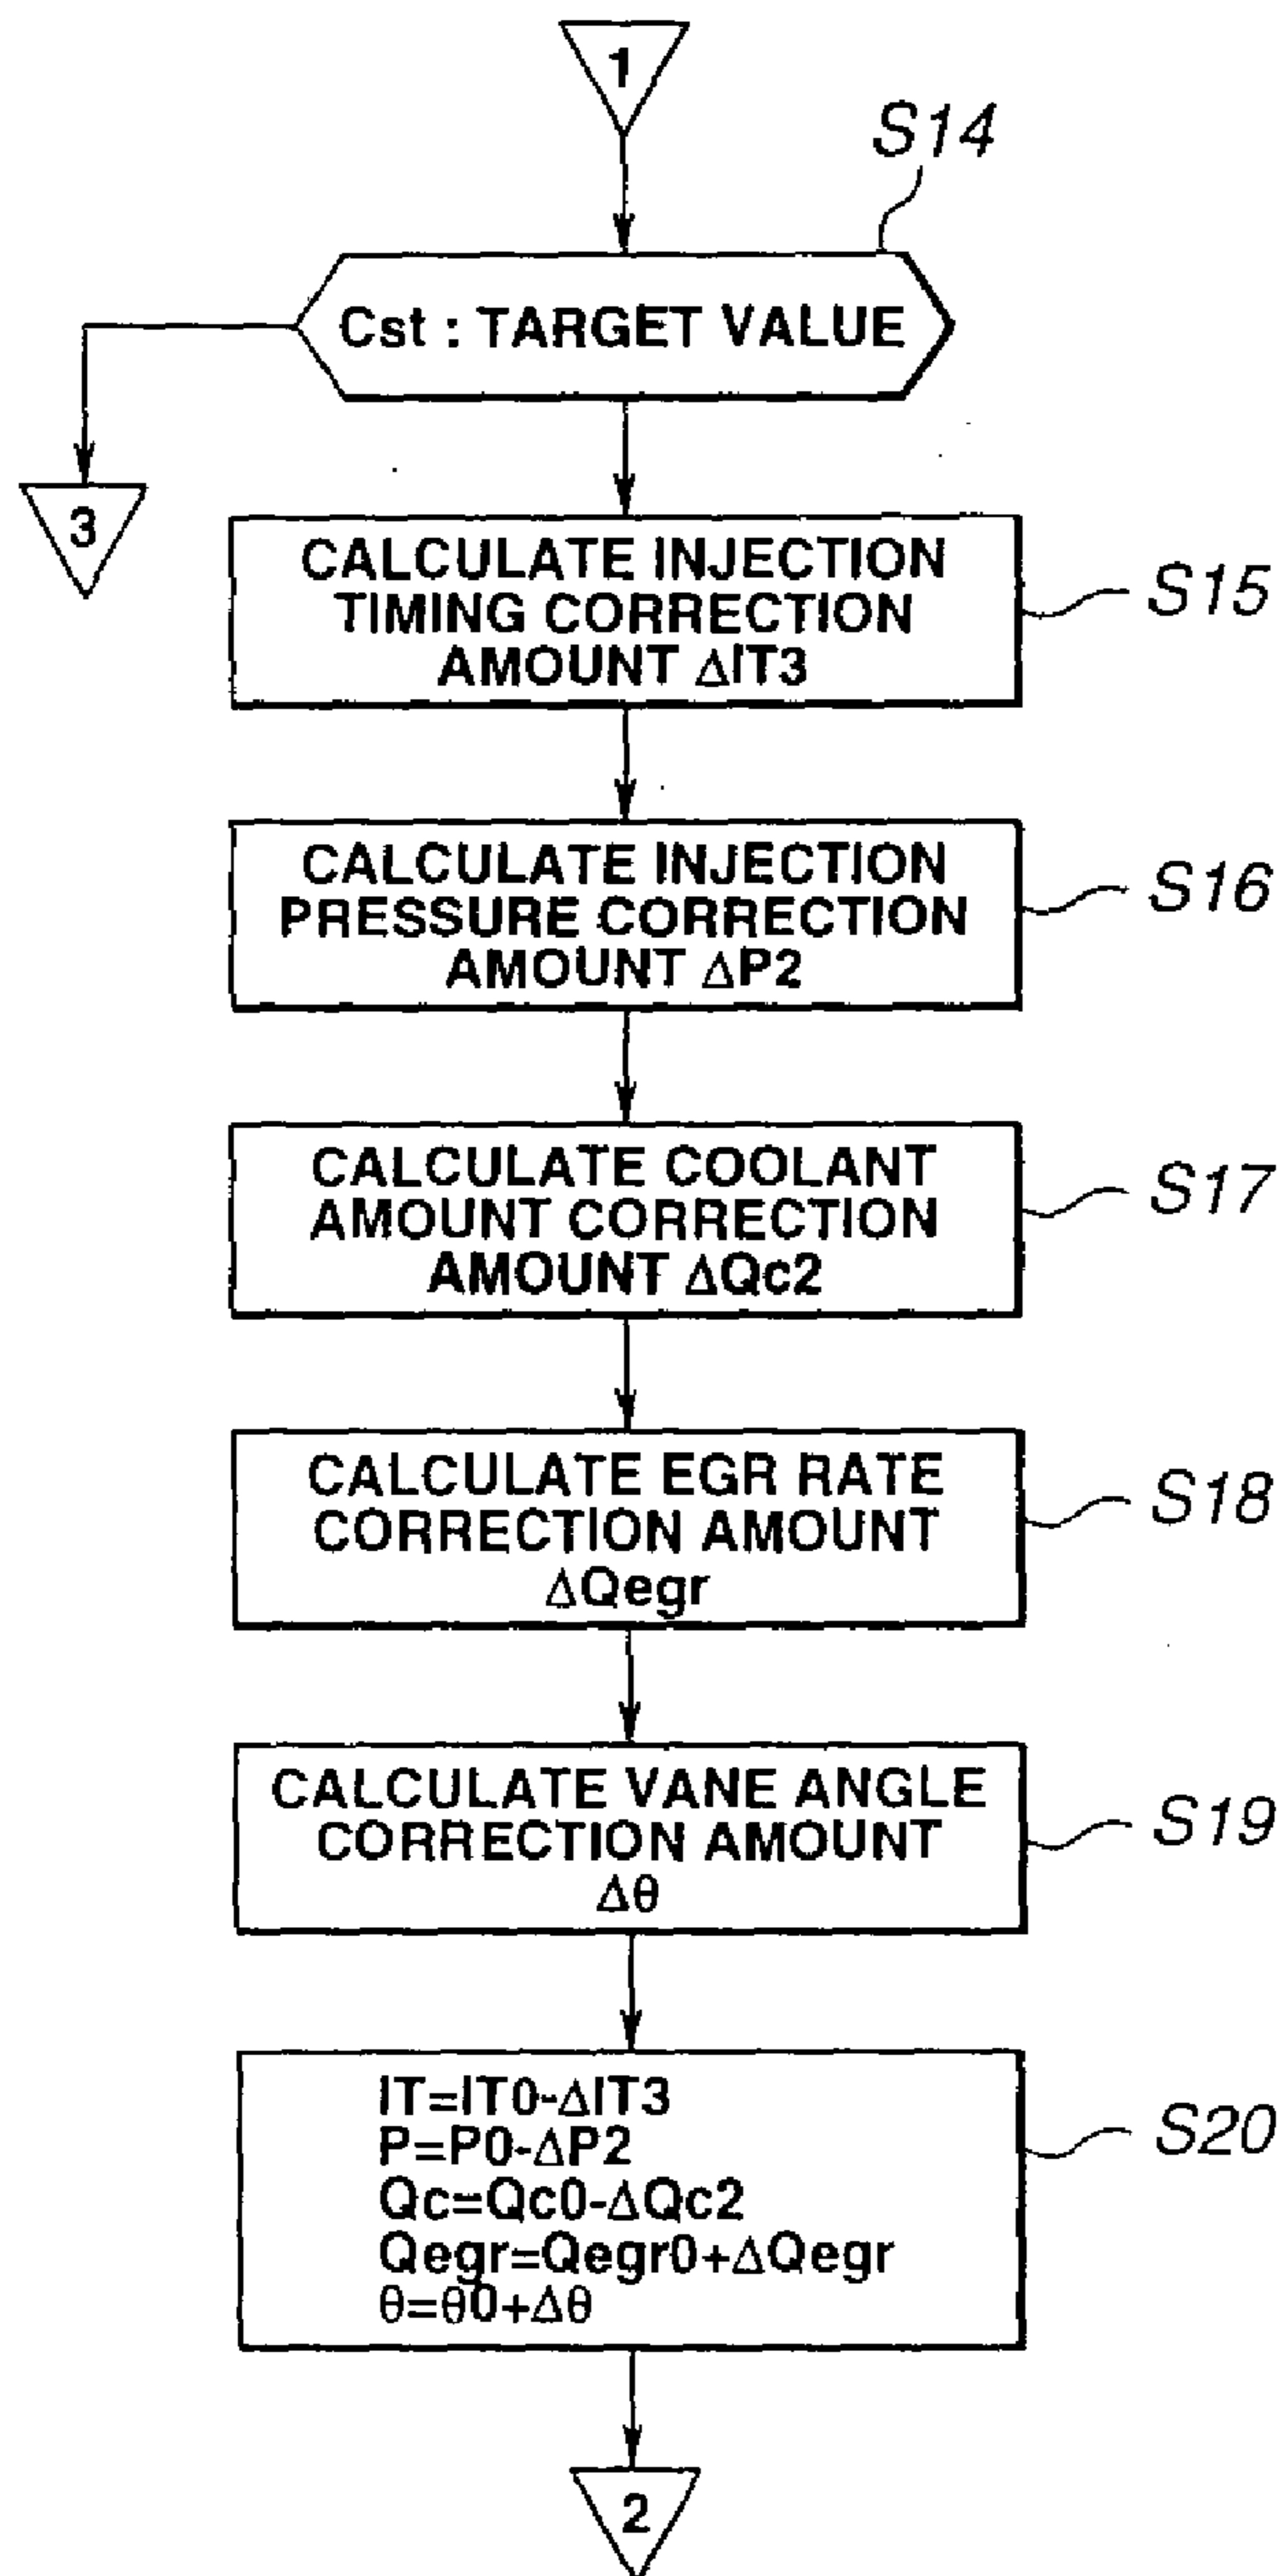 1
S14
Cst : TARGET VALUE
3
CALCULATE INJECTION
TIMING CORRECTION
AMOUNT ΔIT3
S15
CALCULATE INJECTION
PRESSURE CORRECTION
AMOUNT ΔP2
S16
CALCULATE COOLANT
AMOUNT CORRECTION
AMOUNT ΔQc2
S17
CALCULATE EGR RATE
CORRECTION AMOUNT
ΔQegr
S18
CALCULATE VANE ANGLE
CORRECTION AMOUNT
Δθ
S19
IT=IT0-ΔIT3
P=P0-ΔP2
Qc=Qc0-ΔQc2
Qegr=Qegr0+ΔQegr
θ=θ0+Δθ
S20
2